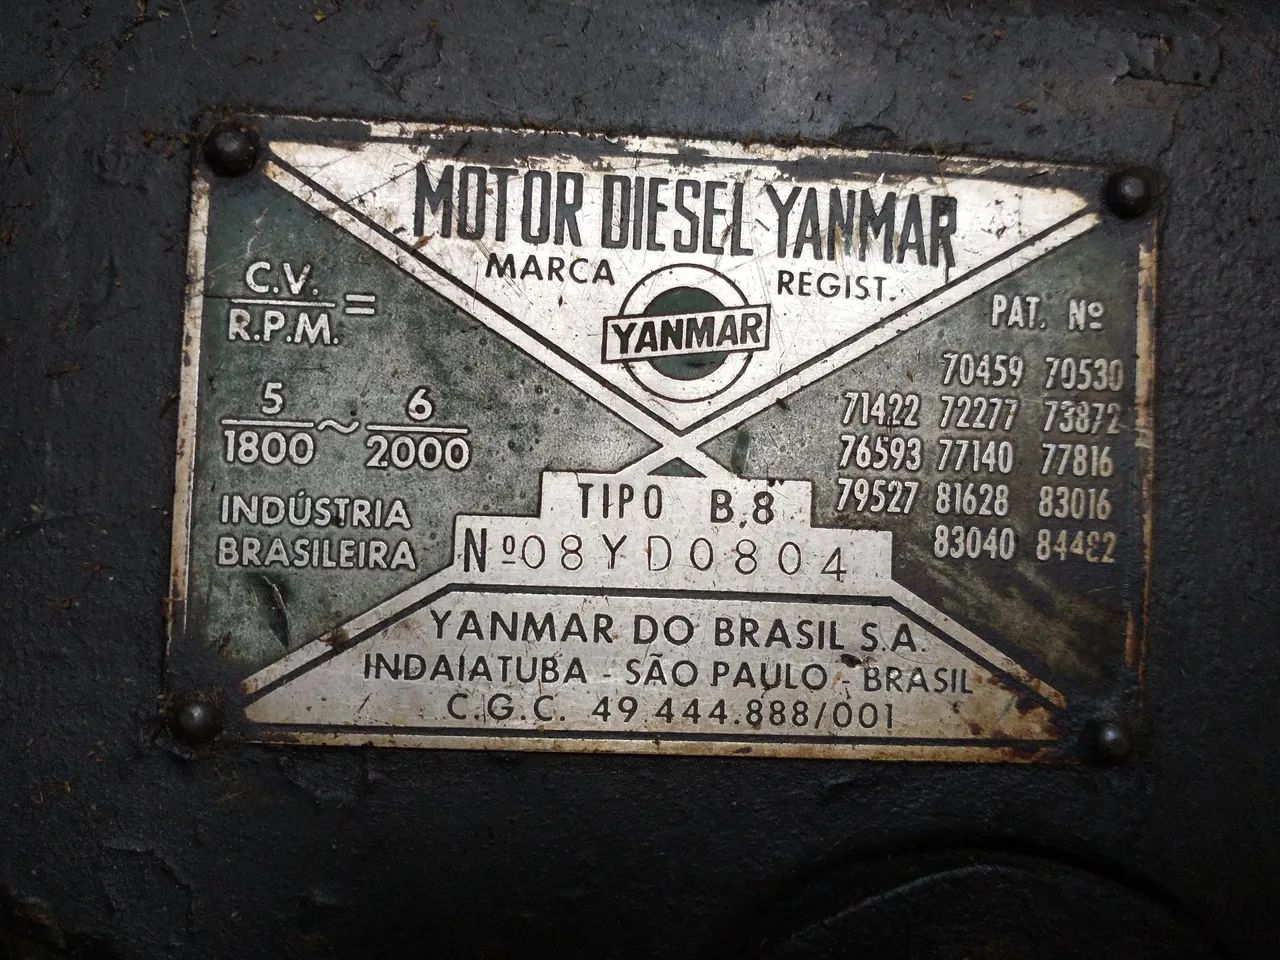 MOTOR DIESEL YANMAR
MARCA REGIST.
YANMAR
C.V.
R.P.M. =
5 ~ 6
1800 2000
INDÚSTRIA
BRASILEIRA
PAT. Nº
70459 70530
71422 72277 73872
76593 77140 77816
79527 81628 83016
83040
TIPO B.8
Nº 08YD0804
YANMAR DO BRASIL S.A.
INDAIATUBA - SÃO PAULO - BRASIL
C.G.C. 49.444.888/001